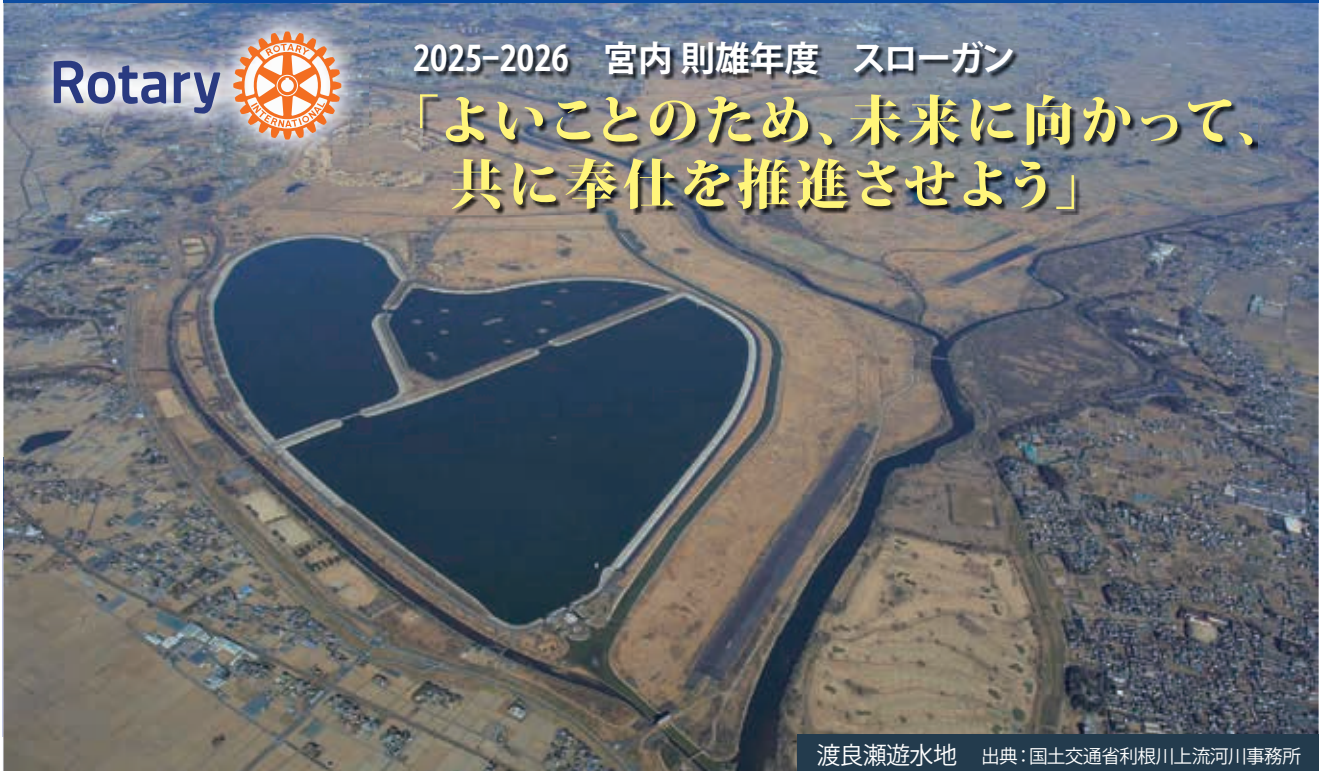 Rotary
ROTARY
INTERNATIONAL
2025-2026　宮内 則雄年度　スローガン
「よいことのため、未来に向かって、
共に奉仕を推進させよう」
渡良瀬遊水地　出典：国土交通省利根川上流河川事務所